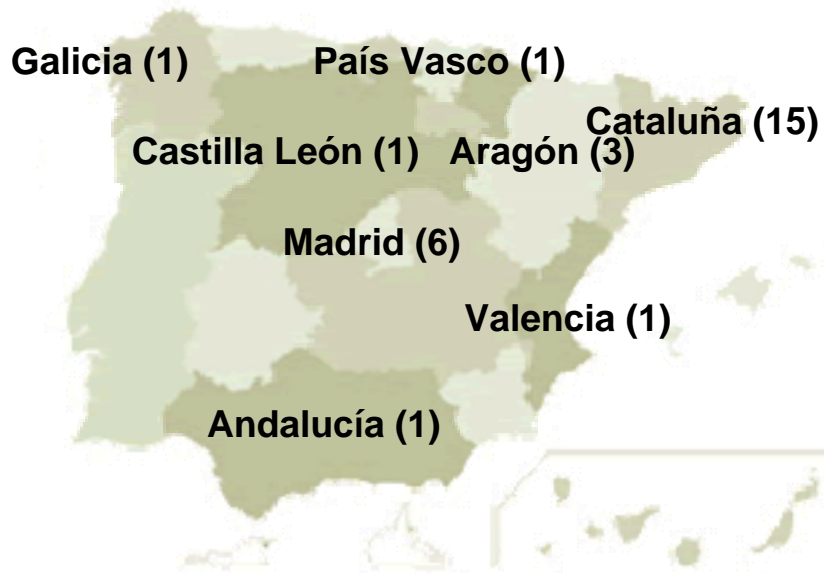 Galicia (1) País Vasco (1)
Cataluña (15)
Castilla León (1) Aragón (3)
Madrid (6)
Valencia (1)
Andalucía (1)